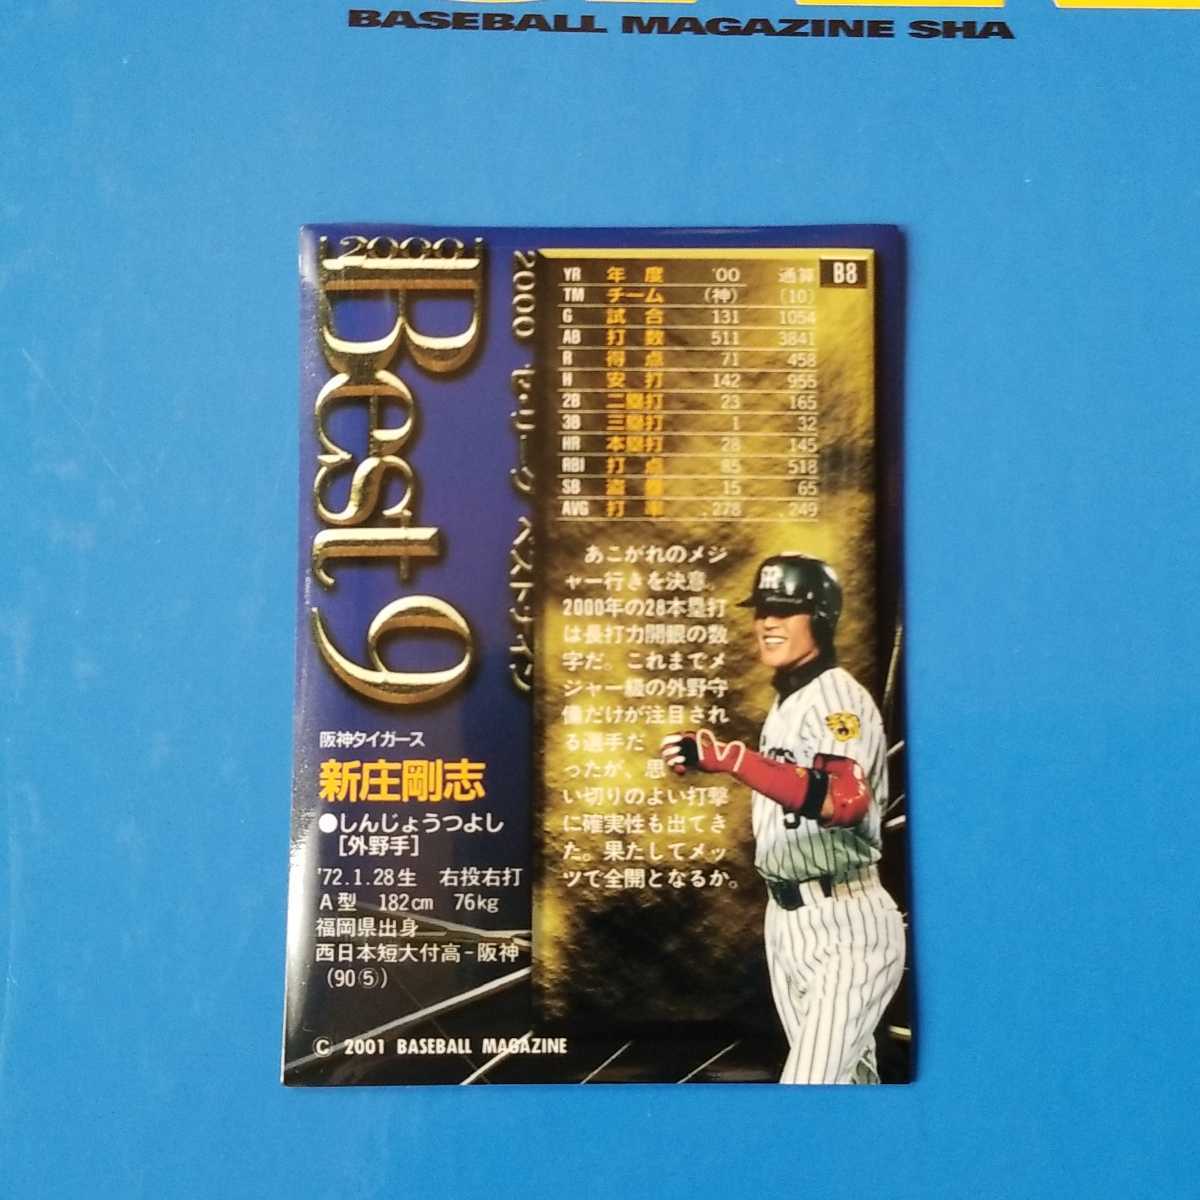 BASEBALL MAGAZINE SHA
2000
Best 9
2000 セ・リーグ ベストナイン
B8
YR 年度 '00 通算
TM チーム (神) (10)
G 試合 131 1054
AB 打数 511 3841
R 得点 71 458
H 安打 142 955
2B 二塁打 23 165
3B 三塁打 1 32
HR 本塁打 28 145
RBI 打点 85 518
SB 盗塁 15 65
AVG 打率 .278 .249
あこがれのメジ
ャー行きを決意。
2000年の28本塁打
は長打力開眼の数
字だ。これまでメ
ジャー級の外野守
備だけが注目され
る選手だ
ったが、思
い切りのよい打撃
に確実性も出てき
た。果たしてメッ
ツで全開となるか。
阪神タイガース
新庄剛志
●しんじょうつよし
[外野手]
'72.1.28生 右投右打
A型 182cm 76kg
福岡県出身
西日本短大付高-阪神
(90⑤)
© 2001 BASEBALL MAGAZINE